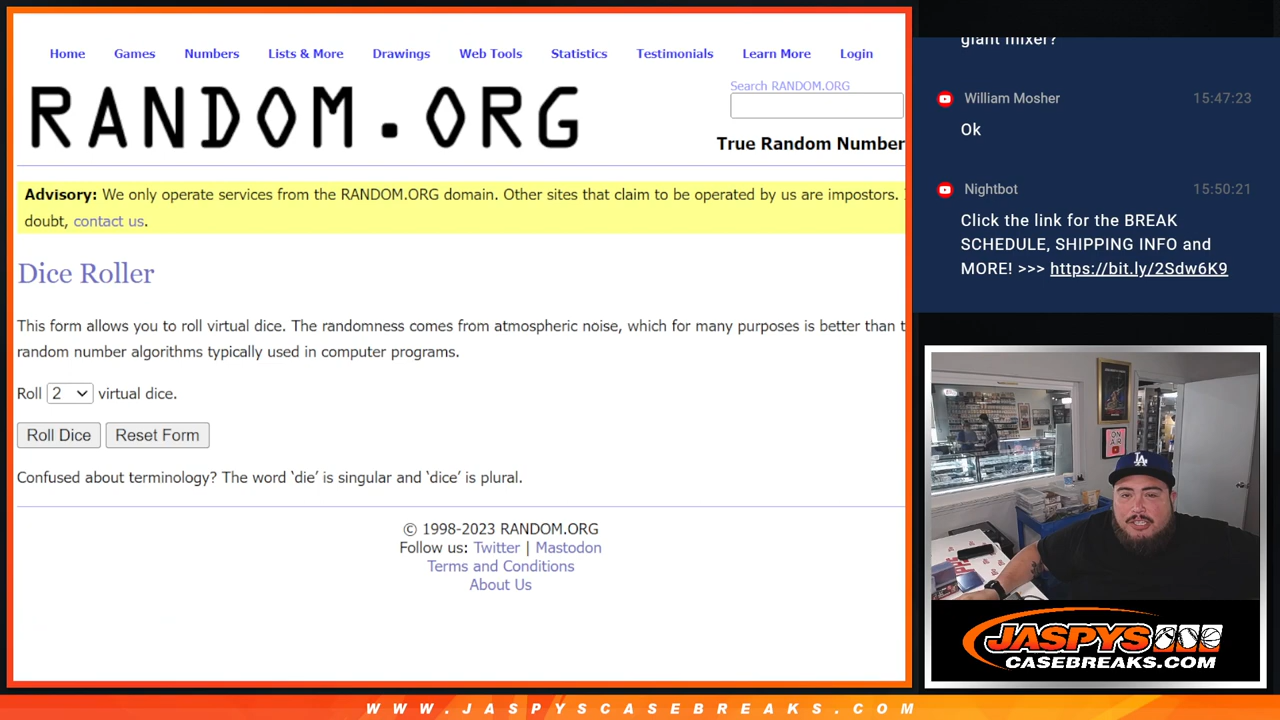 Home Games Numbers Lists & More Drawings Web Tools Statistics Testimonials Learn More Login
RANDOM.ORG
Search RANDOM.ORG
True Random Number
Advisory: We only operate services from the RANDOM.ORG domain. Other sites that claim to be operated by us are impostors.
doubt, contact us.
Dice Roller
This form allows you to roll virtual dice. The randomness comes from atmospheric noise, which for many purposes is better than t
random number algorithms typically used in computer programs.
Roll 2 virtual dice.
Roll Dice Reset Form
Confused about terminology? The word ‘die’ is singular and ‘dice’ is plural.
© 1998-2023 RANDOM.ORG
Follow us: Twitter | Mastodon
Terms and Conditions
About Us
giant mixer?
William Mosher 15:47:23
Ok
Nightbot 15:50:21
Click the link for the BREAK
SCHEDULE, SHIPPING INFO and
MORE! >>> https://bit.ly/2Sdw6K9
LA
ON
AIR
JASPYS
CASEBREAKS.COM
WWW.JASPYSCASEBREAKS.COM